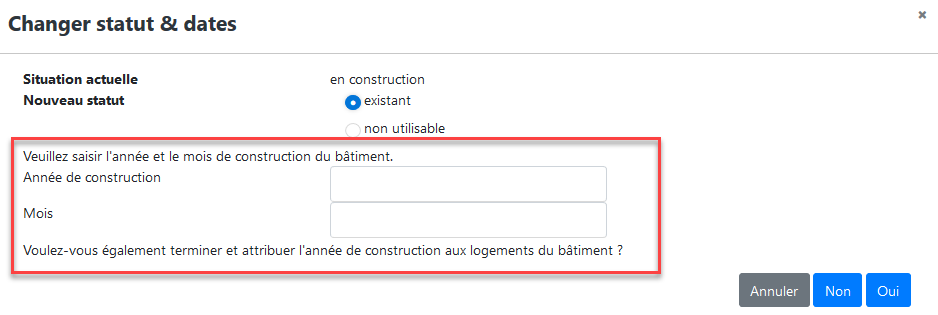 Changer statut & dates
Situation actuelle en construction
Nouveau statut existant
non utilisable
Veuillez saisir l'année et le mois de construction du bâtiment.
Année de construction
Mois
Voulez-vous également terminer et attribuer l'année de construction aux logements du bâtiment ?
Annuler Non Oui